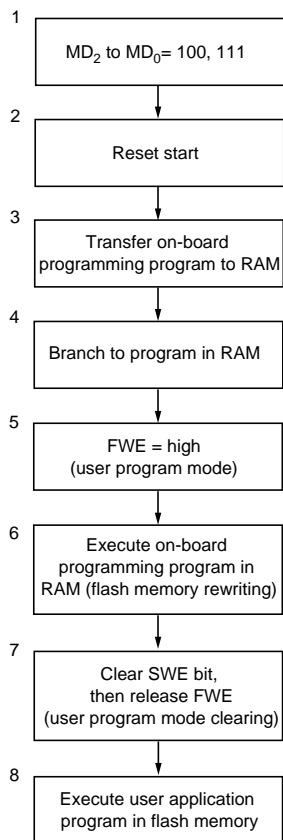 1
MD2 to MD0= 100, 111
2
Reset start
3
Transfer on-board
programming program to RAM
4
Branch to program in RAM
5
FWE = high
(user program mode)
6
Execute on-board
programming program in
RAM (flash memory rewriting)
7
Clear SWE bit,
then release FWE
(user program mode clearing)
8
Execute user application
program in flash memory